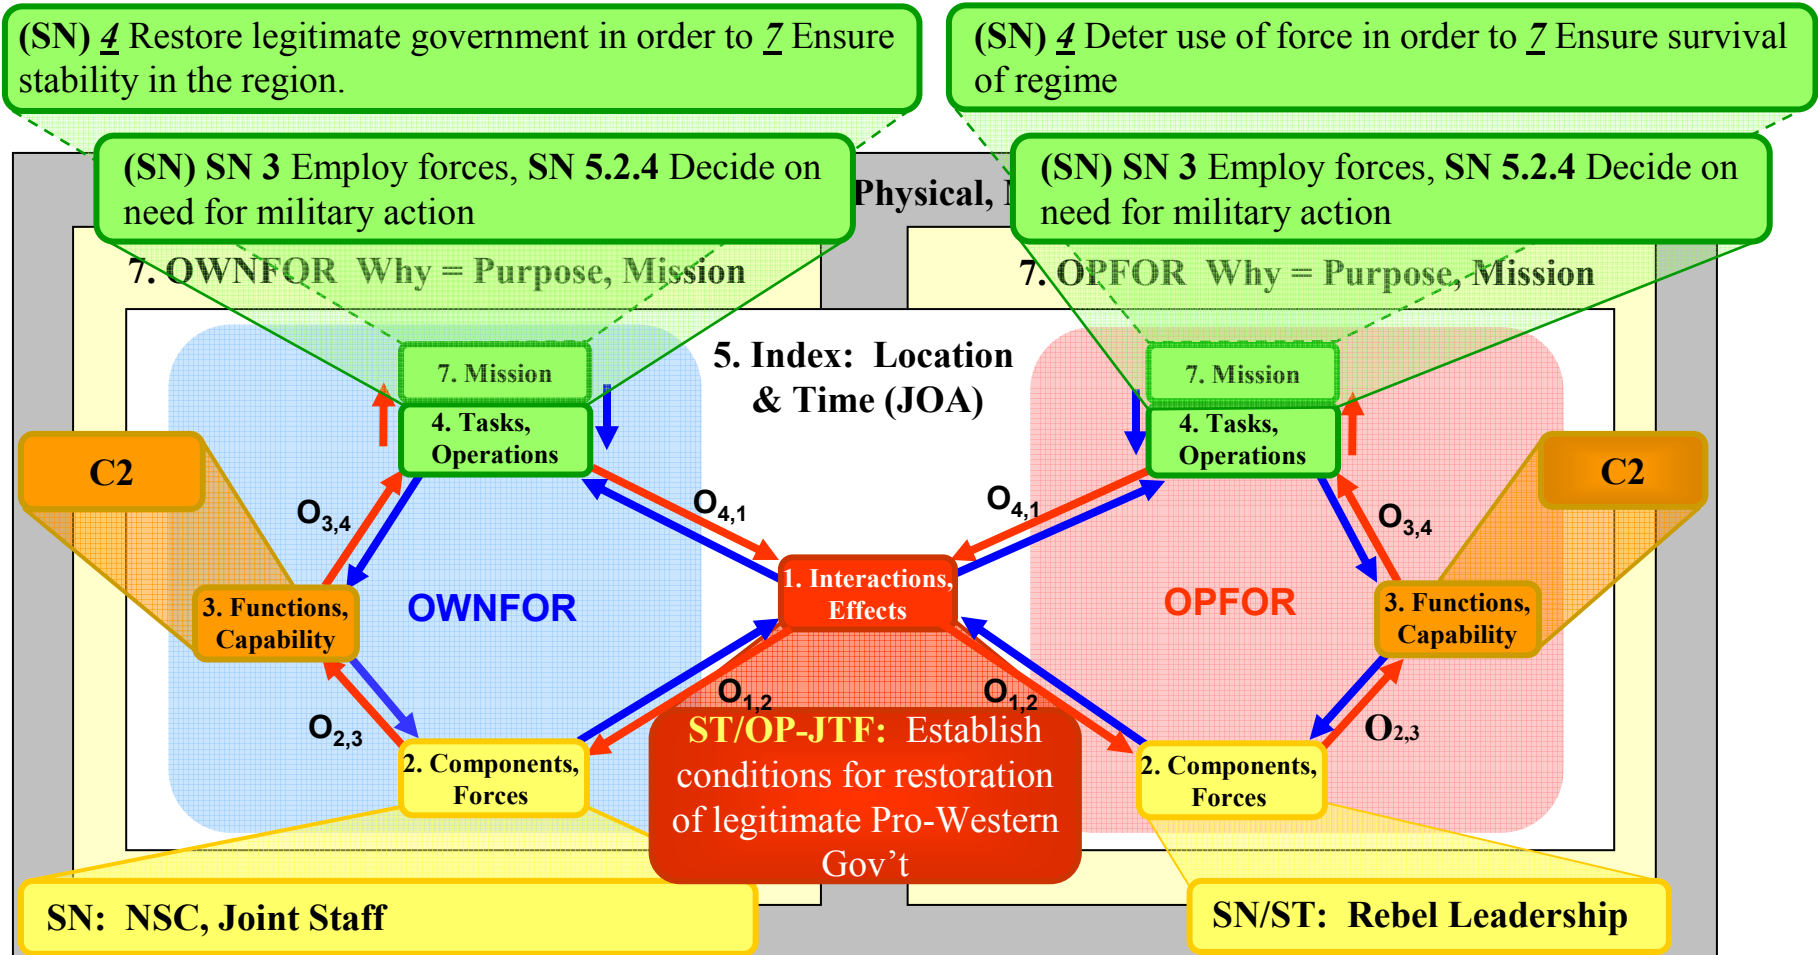 (SN) 4 Restore legitimate government in order to 7 Ensure
stability in the region.
(SN) 4 Deter use of force in order to 7 Ensure survival
of regime
(SN) SN 3 Employ forces, SN 5.2.4 Decide on
need for military action
Physical,
(SN) SN 3 Employ forces, SN 5.2.4 Decide on
need for military action
7. OWNFOR Why = Purpose, Mission
7. OPFOR Why = Purpose, Mission
5. Index: Location
& Time (JOA)
7. Mission
4. Tasks,
Operations
7. Mission
4. Tasks,
Operations
C2
C2
O3,4
O4,1
O4,1
O3,4
1. Interactions,
Effects
3. Functions,
Capability
OWNFOR
OPFOR
3. Functions,
Capability
O1,2
O1,2
O2,3
O2,3
2. Components,
Forces
ST/OP-JTF: Establish
conditions for restoration
of legitimate Pro-Western
Gov't
2. Components,
Forces
SN: NSC, Joint Staff
SN/ST: Rebel Leadership